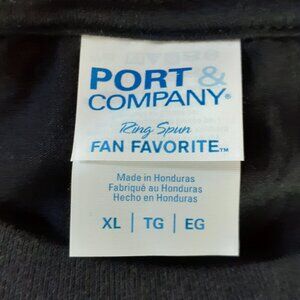 PORT &
COMPANY®
Ring Spun
FAN FAVORITE™
Made in Honduras
Fabriqué au Honduras
Hecho en Honduras
XL | TG | EG